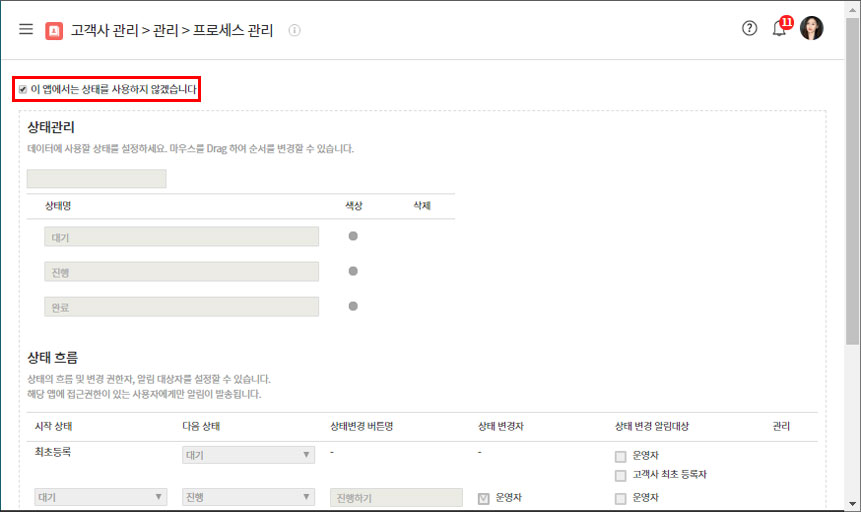 고객사 관리 > 관리 > 프로세스 관리
11
이 앱에서는 상태를 사용하지 않겠습니다
상태관리
데이터에 사용할 상태를 설정하세요. 마우스를 Drag 하여 순서를 변경할 수 있습니다.
상태명 색상 삭제
대기
진행
완료
상태 흐름
상태의 흐름 및 변경 권한자, 알림 대상자를 설정할 수 있습니다.
해당 앱에 접근권한이 있는 사용자에게만 알림이 발송됩니다.
시작 상태 다음 상태 상태변경 버튼명 상태 변경자 상태 변경 알림대상 관리
최초등록 대기 - - 운영자
고객사 최초 등록자
대기 진행 진행하기 운영자 운영자